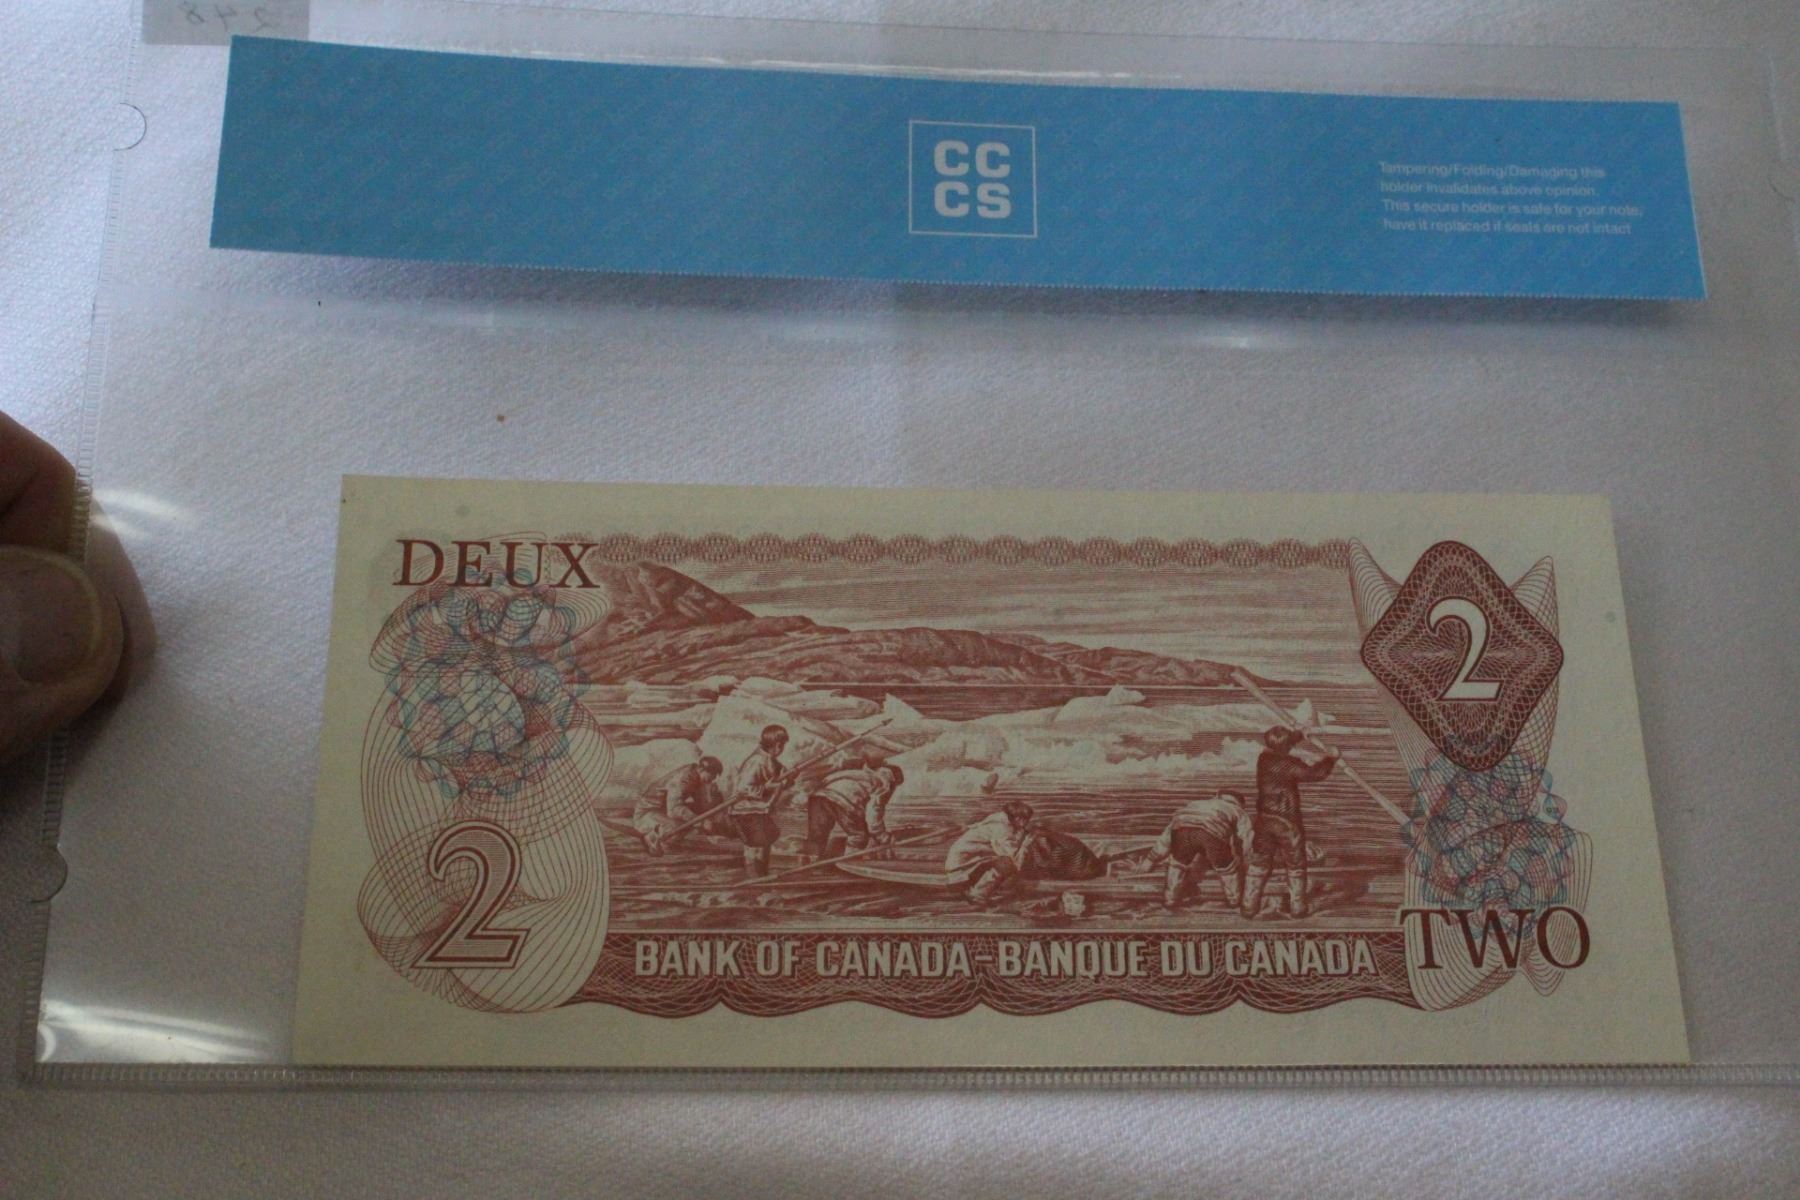 248
CC
CS
Tampering/Folding/Damaging this
holder invalidates above opinion.
This secure holder is safe for your note,
have it replaced if seals are not intact
DEUX
2
2
TWO
BANK OF CANADA-BANQUE DU CANADA